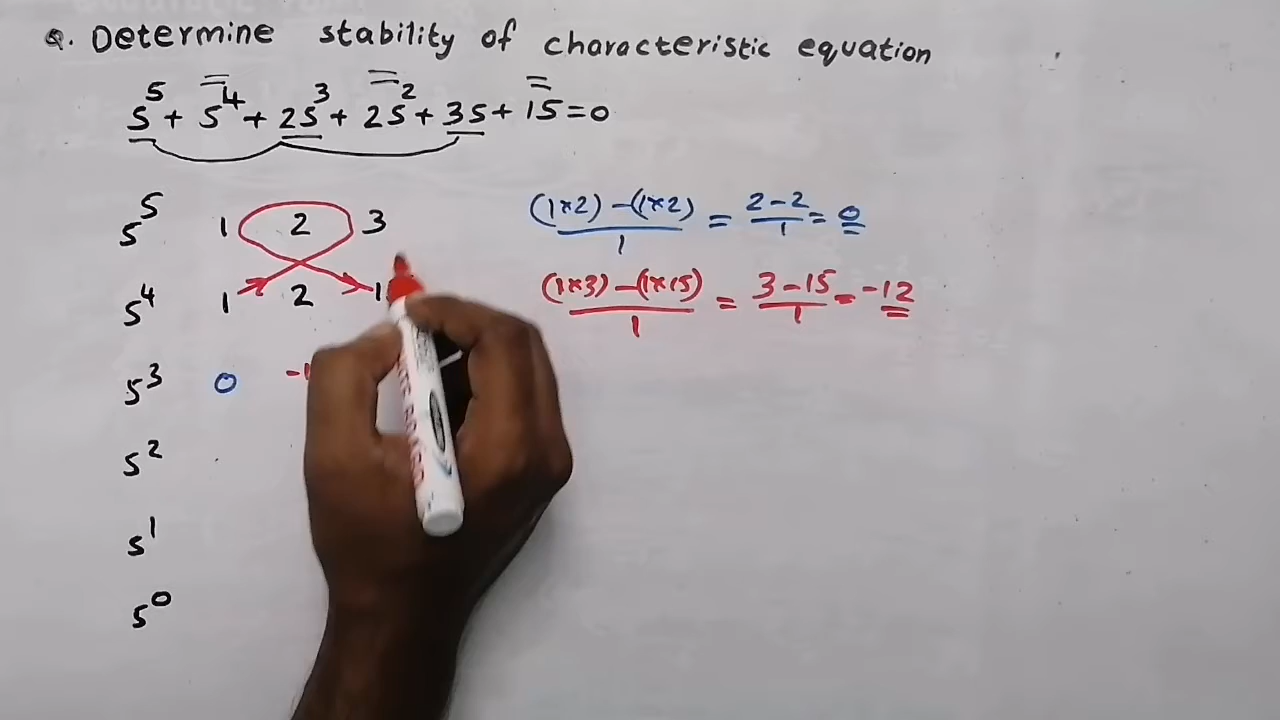 Q. Determine stability of characteristic equation
s⁵ + s⁴ + 2s³ + 2s² + 3s + 15 = 0
s⁵ 1 2 3
(1×2) - (1×2) / 1 = 2-2 / 1 = 0
s⁴ 1 2 1
(1×3) - (1×15) / 1 = 3-15 / 1 = -12
s³ 0 -1
s²
s¹
s⁰